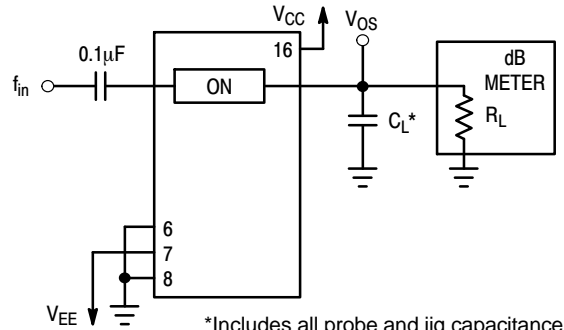 V_CC
V_OS
16
0.1µF
dB
METER
f_in
ON
R_L
C_L*
6
7
8
V_EE
*Includes all probe and jig capacitance